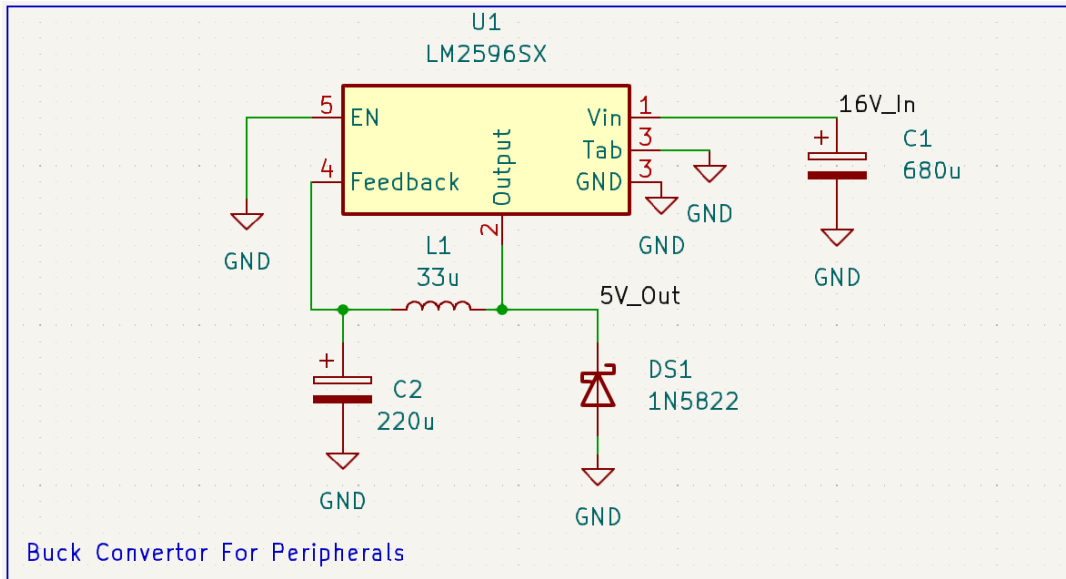 U1
LM2596SX
5 EN
Vin 1
16V_In
Tab 3
C1
680u
4 Feedback
GND 3
Output
2
GND
GND
GND
GND
L1
33u
5V_Out
DS1
1N5822
C2
220u
GND
GND
Buck Convertor For Peripherals